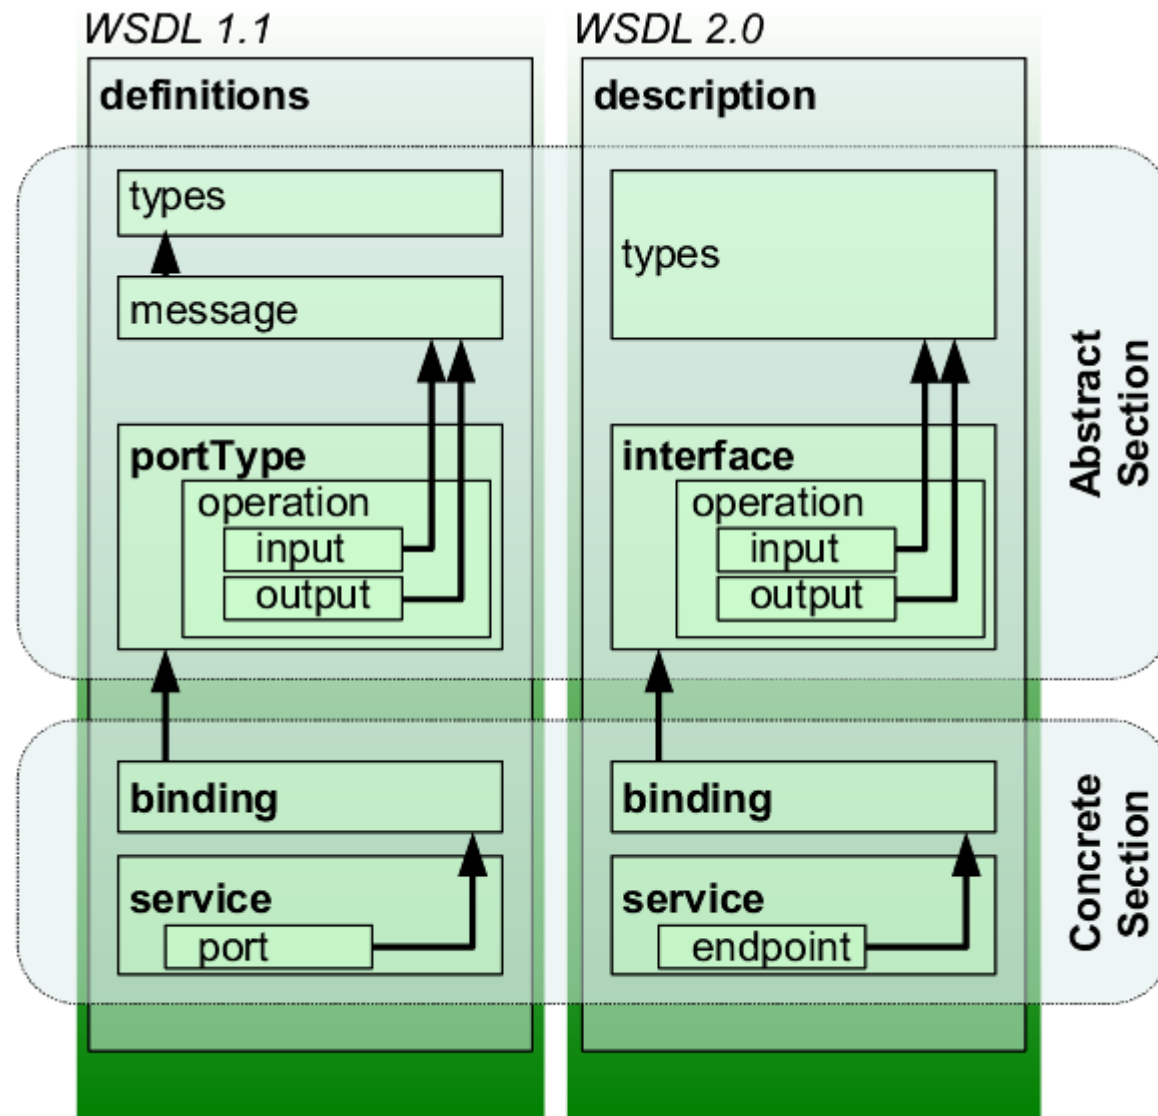 WSDL 1.1
definitions
types
message
portType
operation
input
output
binding
service
port
WSDL 2.0
description
types
interface
operation
input
output
binding
service
endpoint
Abstract
Section
Concrete
Section